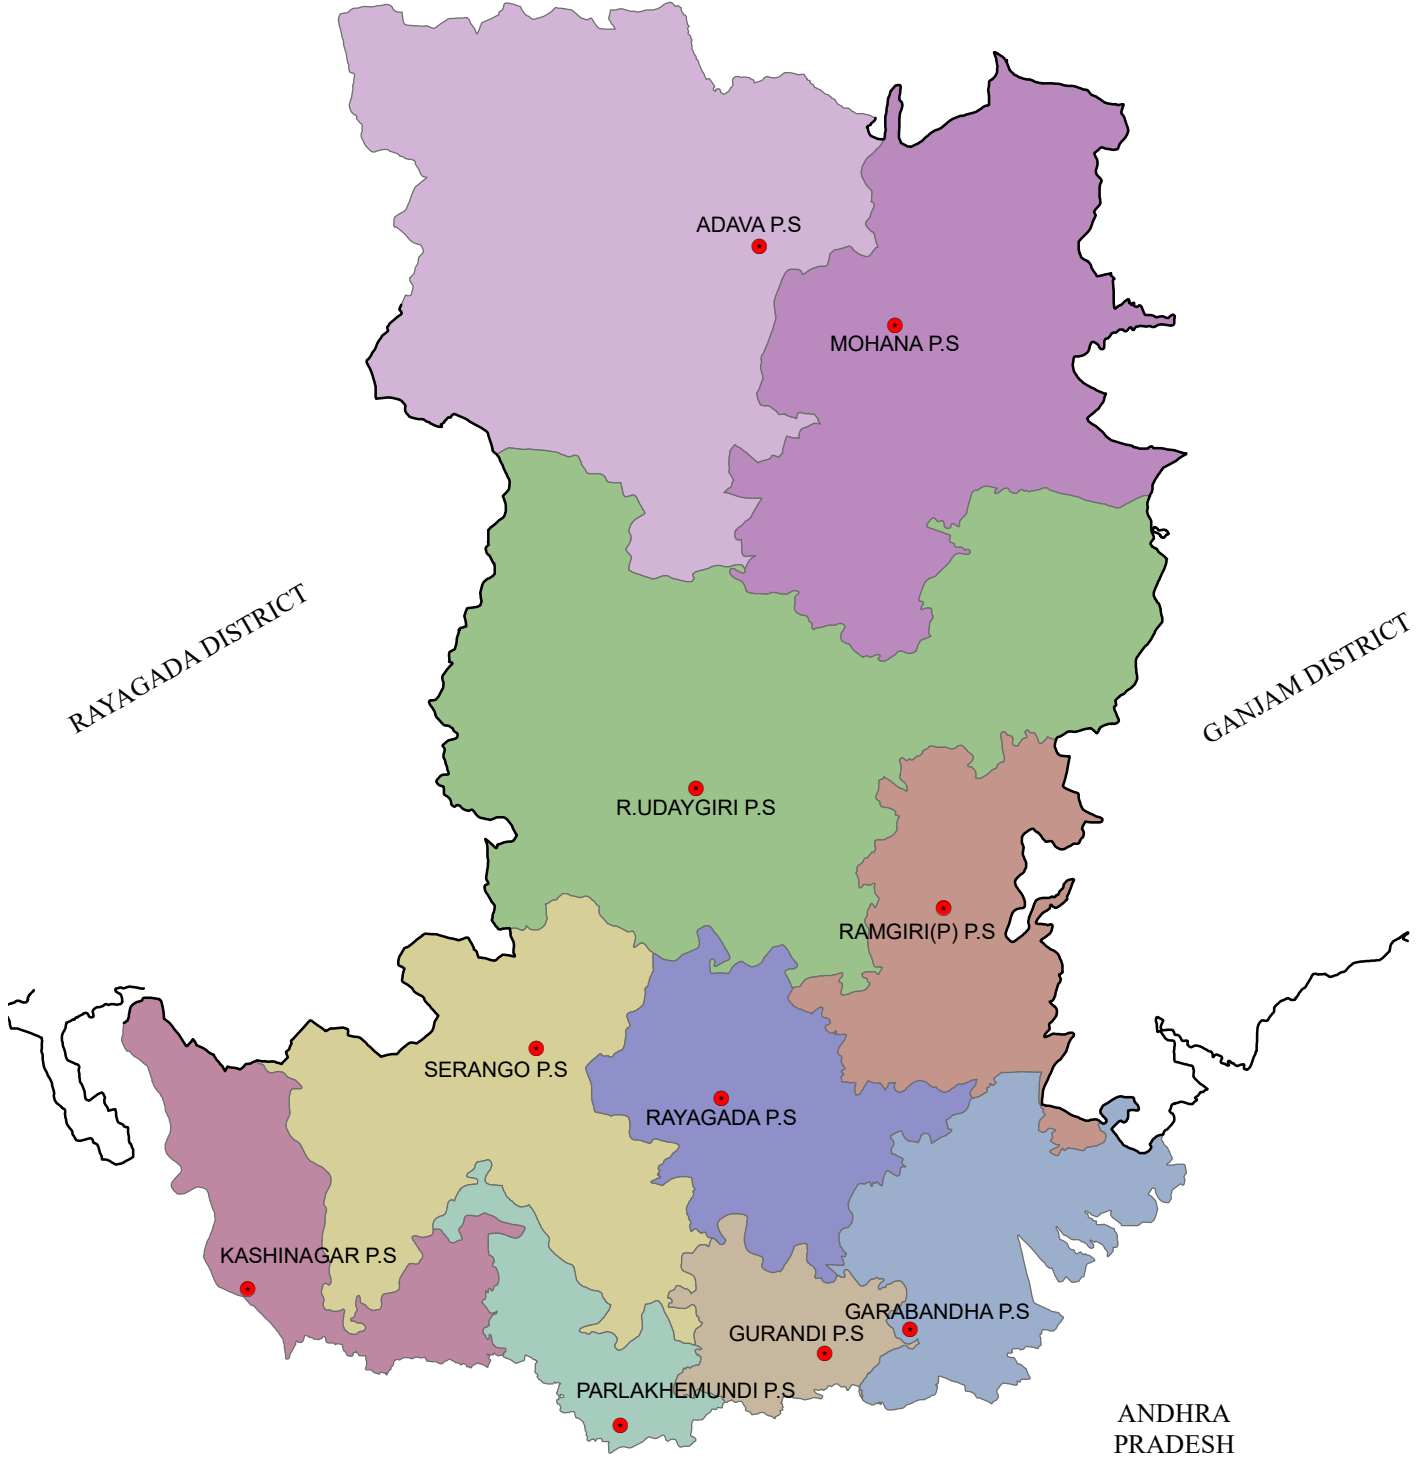 ADAVA P.S
MOHANA P.S
RAYAGADA DISTRICT
GANJAM DISTRICT
R.UDAYGIRI P.S
RAMGIRI(P) P.S
SERANGO P.S
RAYAGADA P.S
KASHINAGAR P.S
GARABANDHA P.S
GURANDI P.S
PARLAKHEMUNDI P.S
ANDHRA
PRADESH